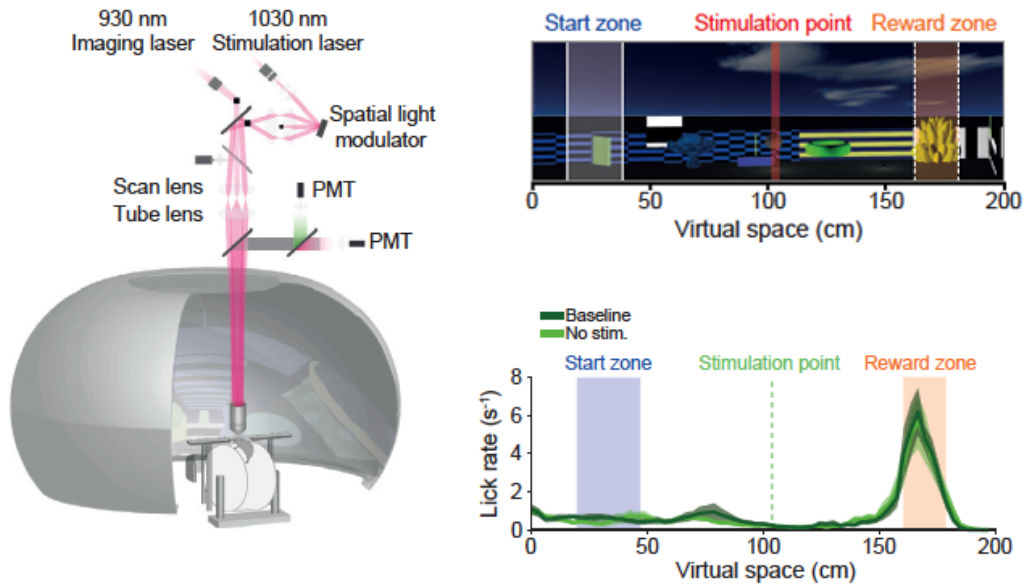 930 nm
Imaging laser
1030 nm
Stimulation laser
Spatial light
modulator
Scan lens
Tube lens
PMT
PMT
Start zone
Stimulation point
Reward zone
0
50
100
150
200
Virtual space (cm)
Baseline
No stim.
Start zone
Stimulation point
Reward zone
8
6
4
2
0
Lick rate (s⁻¹)
0
50
100
150
200
Virtual space (cm)